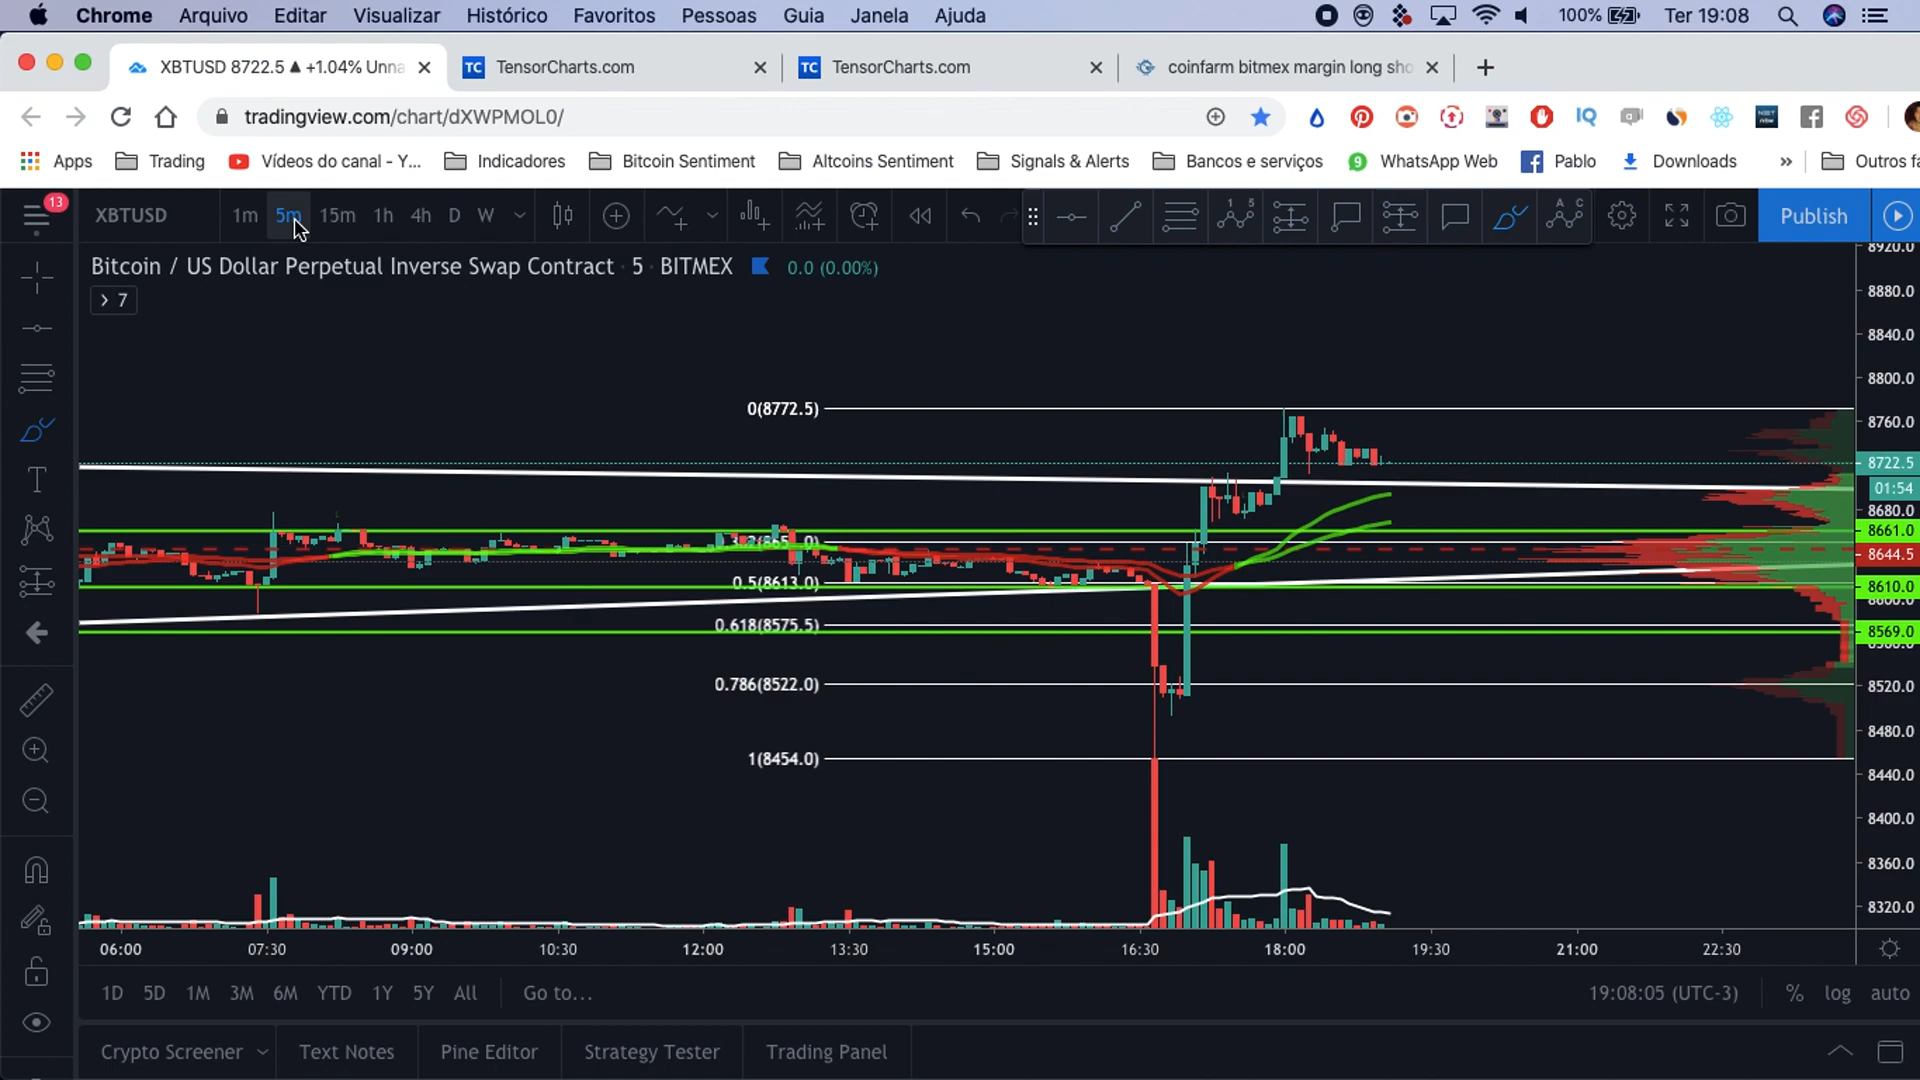 Chrome Arquivo Editar Visualizar Histórico Favoritos Pessoas Guia Janela Ajuda 100% Ter 19:08
XBTUSD 8722.5 ▲ +1.04% Unna TensorCharts.com TensorCharts.com coinfarm bitmex margin long sho
tradingview.com/chart/dXWPMOL0/
Apps Trading Vídeos do canal - Y... Indicadores Bitcoin Sentiment Altcoins Sentiment Signals & Alerts Bancos e serviços WhatsApp Web Pablo Downloads » Outros fa
13
XBTUSD 1m 5m 15m 1h 4h D W Publish
Bitcoin / US Dollar Perpetual Inverse Swap Contract · 5 · BITMEX 0.0 (0.00%)
7
8920.0
8880.0
8840.0
8800.0
0(8772.5)
8760.0
8722.5
01:54
8680.0
8661.0
8644.5
0.5(8613.0)
8610.0
8600.0
0.618(8575.5)
8569.0
0.786(8522.0)
8520.0
8480.0
1(8454.0)
8440.0
8400.0
8360.0
8320.0
06:00 07:30 09:00 10:30 12:00 13:30 15:00 16:30 18:00 19:30 21:00 22:30
1D 5D 1M 3M 6M YTD 1Y 5Y All Go to... 19:08:05 (UTC-3) % log auto
Crypto Screener Text Notes Pine Editor Strategy Tester Trading Panel